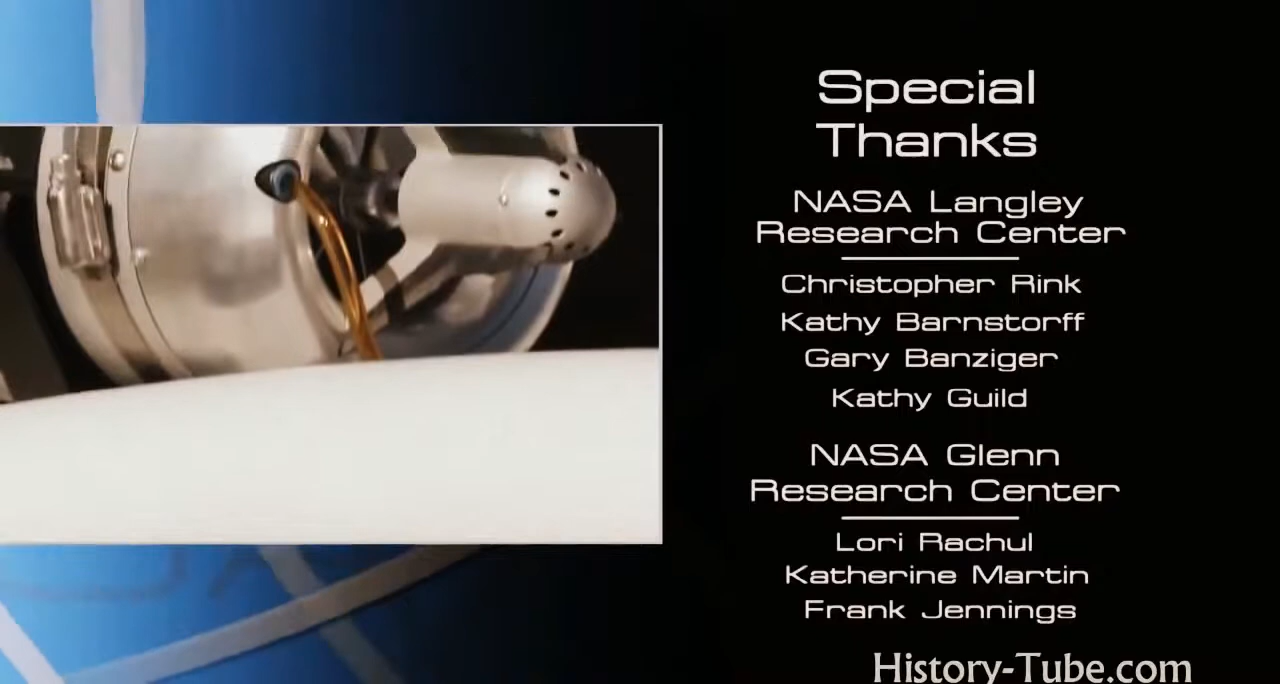 Special
Thanks
NASA Langley
Research Center
Christopher Rink
Kathy Barnstorff
Gary Banziger
Kathy Guild
NASA Glenn
Research Center
Lori Rachul
Katherine Martin
Frank Jennings
History-Tube.com